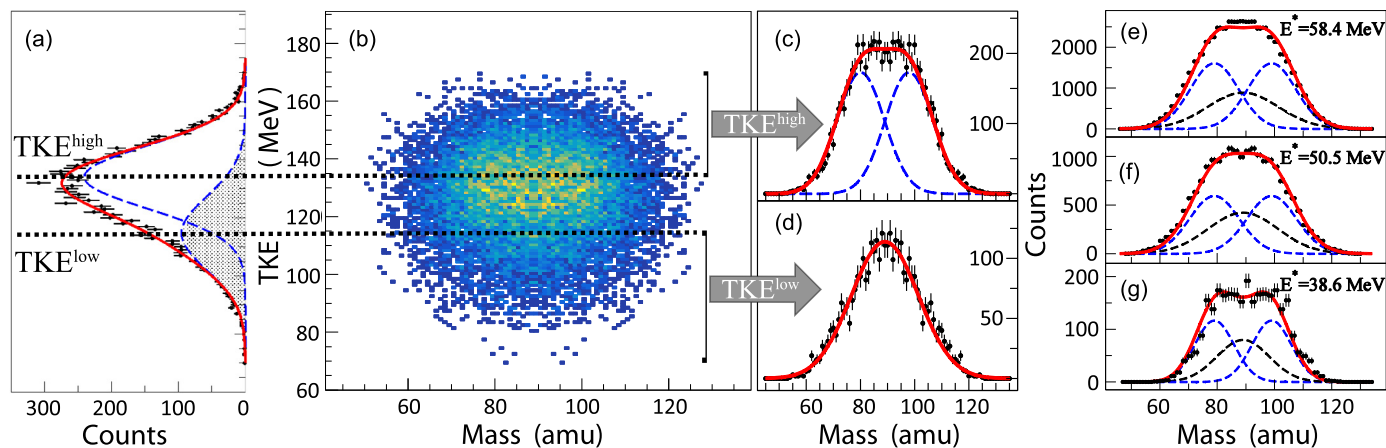 (a)
TKE^high
TKE^low
300 200 100 0
Counts
(b)
180
160
140
120
100
80
60
TKE ( MeV )
60 80 100 120
Mass (amu)
TKE^high
TKE^low
(c)
200
100
(d)
100
50
60 80 100 120
Mass (amu)
(e)
E*=58.4 MeV
2000
1000
0
(f)
E*=50.5 MeV
1000
500
0
(g)
E*=38.6 MeV
200
100
0
Counts
60 80 100 120
Mass (amu)